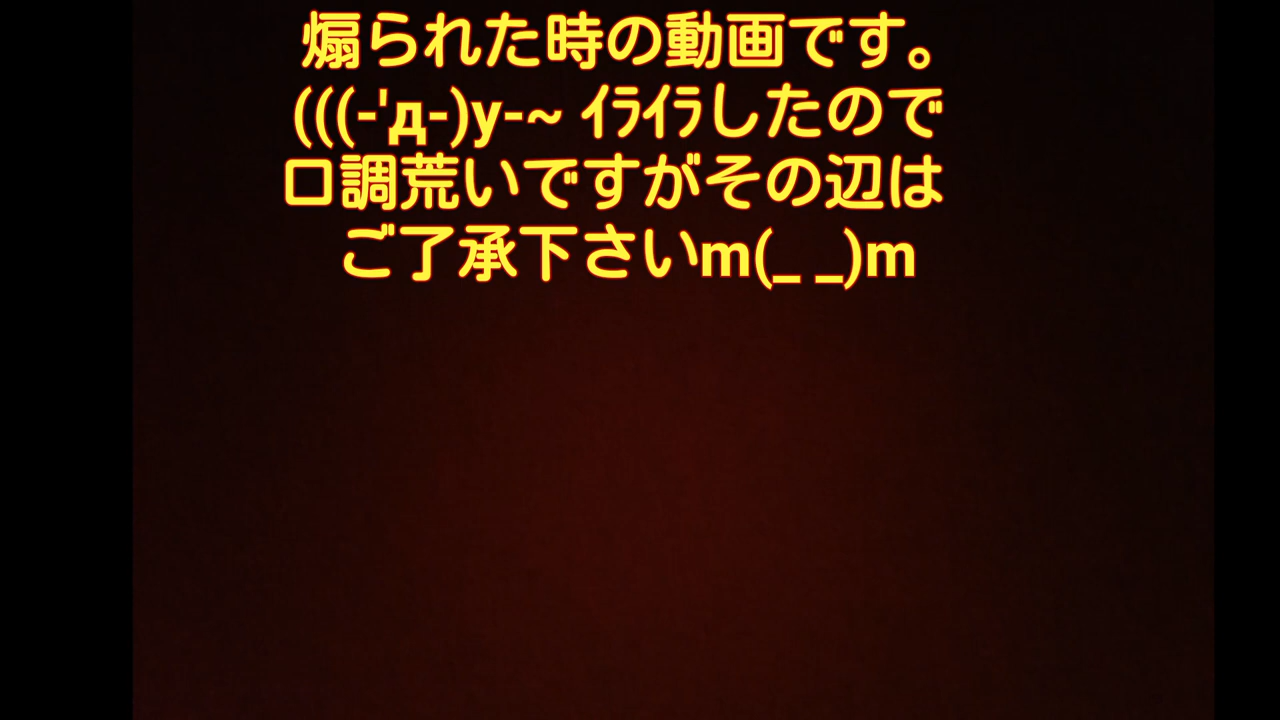 煽られた時の動画です。
(((-'д-)y-~ ｲﾗｲﾗしたので
口調荒いですがその辺は
ご了承下さいm(_ _)m